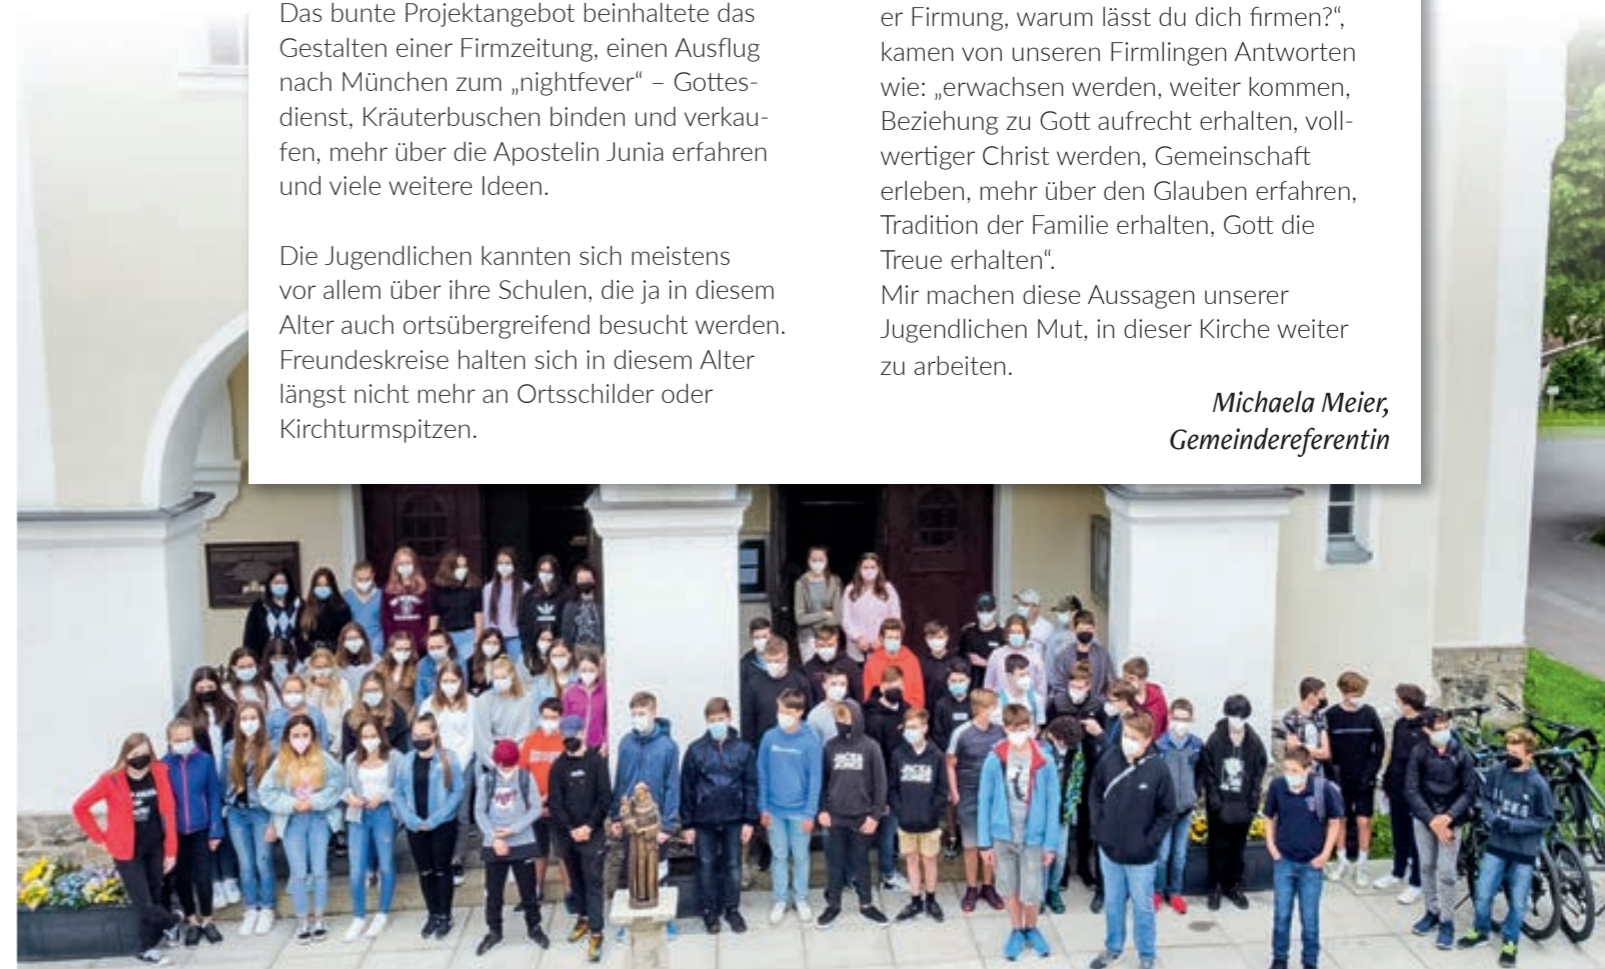 Das bunte Projektangebot beinhaltete das
Gestalten einer Firmzeitung, einen Ausflug
nach München zum „nightfever“ – Gottes-
dienst, Kräuterbuschen binden und verkau-
fen, mehr über die Apostelin Junia erfahren
und viele weitere Ideen.
Die Jugendlichen kannten sich meistens
vor allem über ihre Schulen, die ja in diesem
Alter auch ortsübergreifend besucht werden.
Freundeskreise halten sich in diesem Alter
längst nicht mehr an Ortsschilder oder
Kirchturmspitzen.
er Firmung, warum lässt du dich firmen?“,
kamen von unseren Firmlingen Antworten
wie: „erwachsen werden, weiter kommen,
Beziehung zu Gott aufrecht erhalten, voll-
wertiger Christ werden, Gemeinschaft
erleben, mehr über den Glauben erfahren,
Tradition der Familie erhalten, Gott die
Treue erhalten“.
Mir machen diese Aussagen unserer
Jugendlichen Mut, in dieser Kirche weiter
zu arbeiten.
Michaela Meier,
Gemeindereferentin